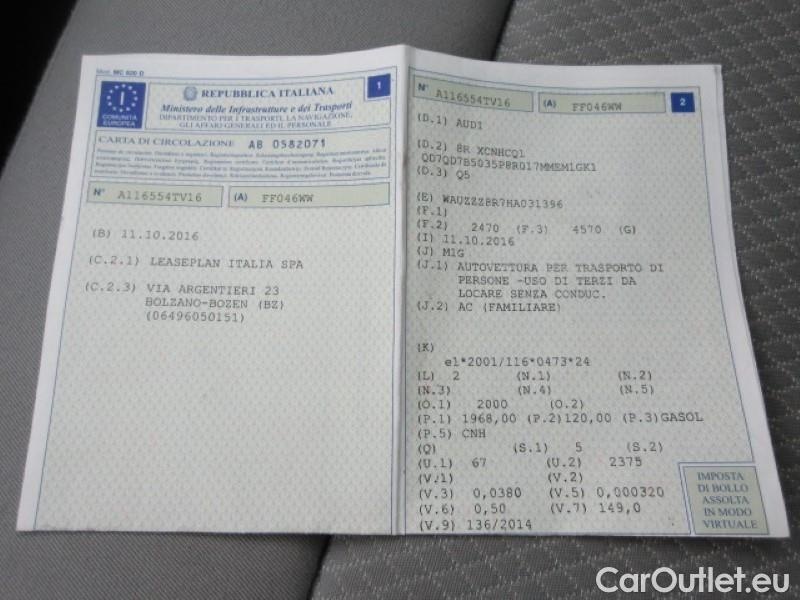 Mod. MC 820 D
REPUBBLICA ITALIANA
1
I
COMUNITÀ
EUROPEA
Ministero delle Infrastrutture e dei Trasporti
DIPARTIMENTO PER I TRASPORTI, LA NAVIGAZIONE,
GLI AFFARI GENERALI ED IL PERSONALE
CARTA DI CIRCOLAZIONE AB 0582071
N° A116554TV16 (A) FF046WW
(B) 11.10.2016
(C.2.1) LEASEPLAN ITALIA SPA
(C.2.3) VIA ARGENTIERI 23
BOLZANO-BOZEN (BZ)
(06496050151)
N° A116554TV16 (A) FF046WW 2
(D.1) AUDI
(D.2) 8R XCNHCQ1
QD7QD7B5035P8R017MMEM1GK1
(D.3) Q5
(E) WAUZZZ8R7HA031396
(F.1)
(F.2) 2470 (F.3) 4570 (G)
(I) 11.10.2016
(J) M1G
(J.1) AUTOVETTURA PER TRASPORTO DI
PERSONE -USO DI TERZI DA
LOCARE SENZA CONDUC.
(J.2) AC (FAMILIARE)
(K)
e1*2001/116*0473*24
(L) 2 (N.1) (N.2)
(N.3) (N.4) (N.5)
(O.1) 2000 (O.2)
(P.1) 1968,00 (P.2)120,00 (P.3)GASOL
(P.5) CNH
(Q) (S.1) 5 (S.2)
(U.1) 67 (U.2) 2375
(V.1) (V.2)
(V.3) 0,0380 (V.5) 0,000320
(V.6) 0,50 (V.7) 149,0
(V.9) 136/2014
IMPOSTA
DI BOLLO
ASSOLTA
IN MODO
VIRTUALE
CarOutlet.eu